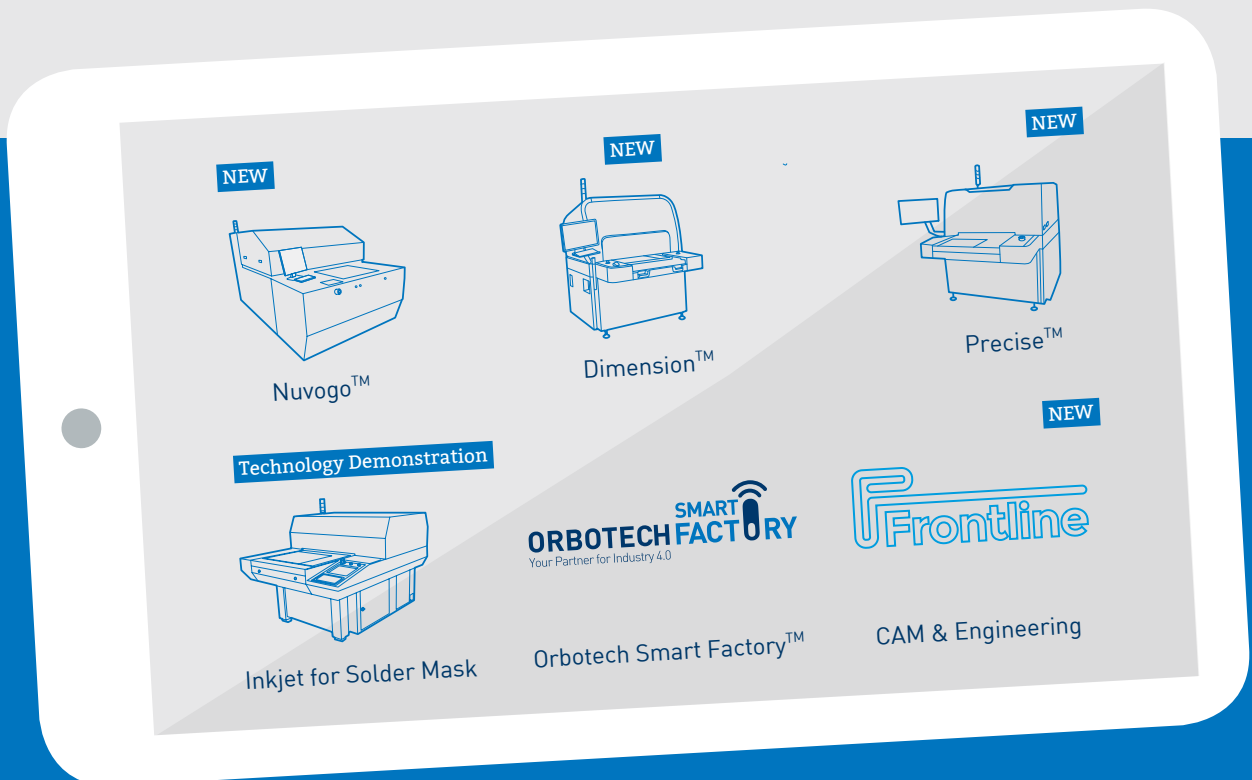 NEW
NEW
NEW
Nuvogo™
Dimension™
Precise™
Technology Demonstration
NEW
SMART
ORBOTECH FACTORY
Your Partner for Industry 4.0
Frontline
Inkjet for Solder Mask
Orbotech Smart Factory™
CAM & Engineering